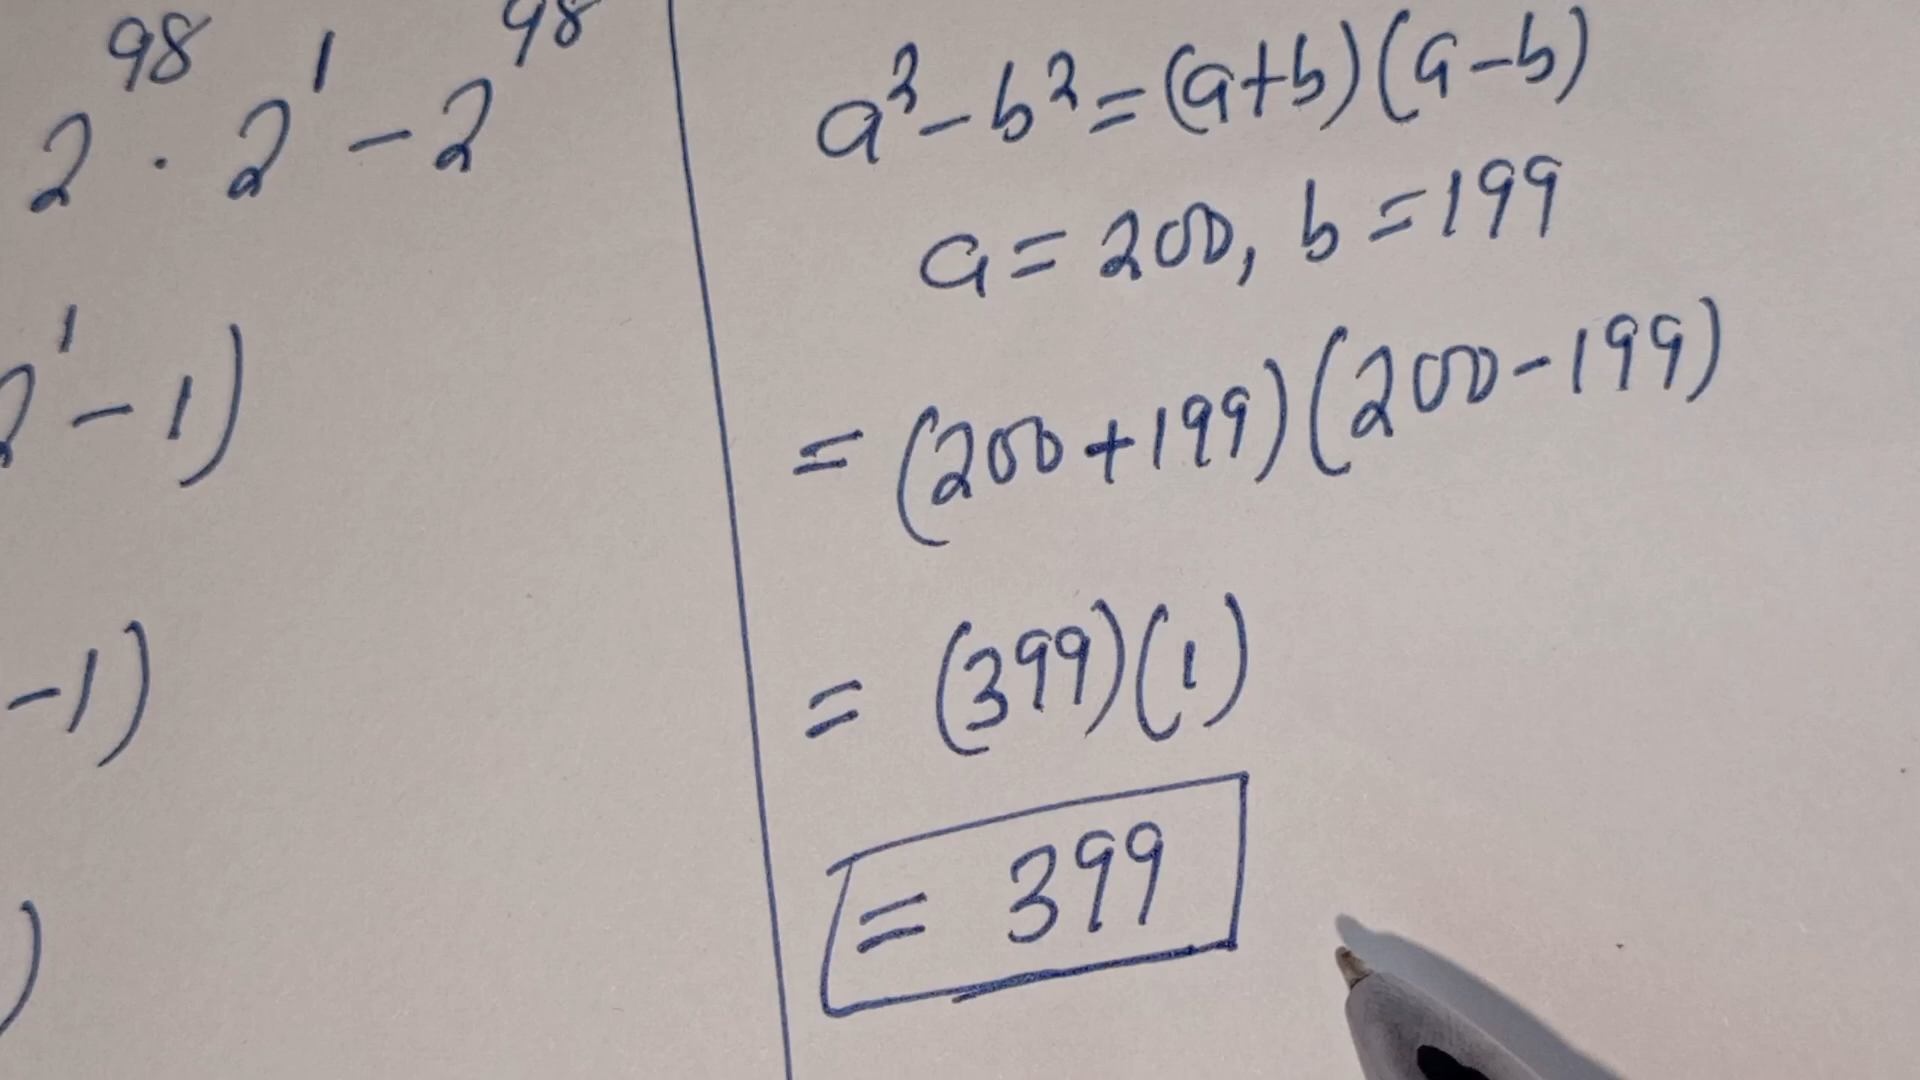 2^98 · 2^1 - 2^98
2^1 - 1)
-1)
)
a² - b² = (a+b)(a-b)
a = 200, b = 199
= (200+199)(200-199)
= (399)(1)
= 399